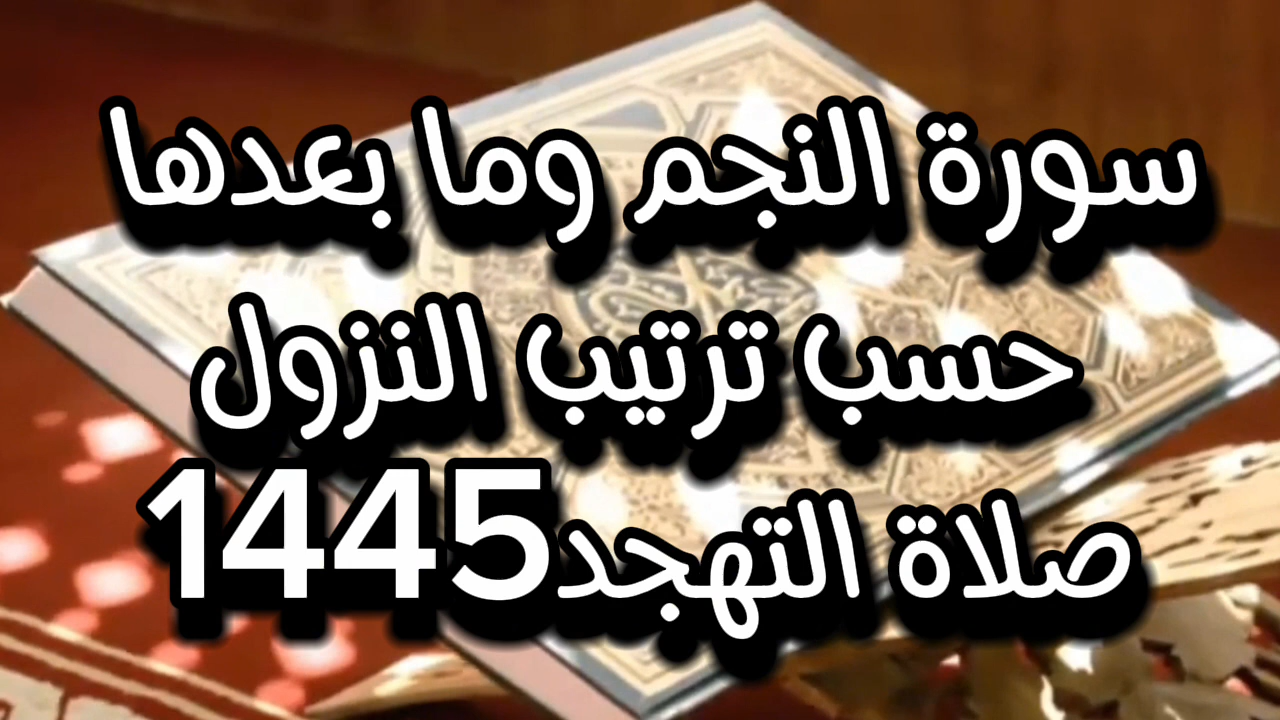 سورة النجم وما بعدها
حسب ترتيب النزول
صلاة التهجد1445